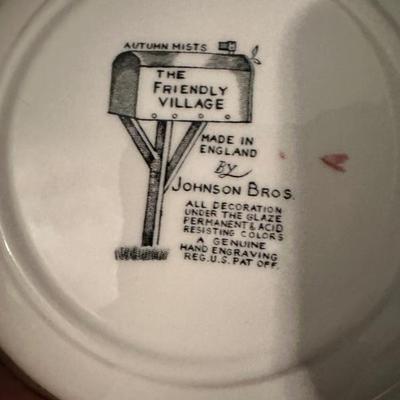 AUTUMN MISTS
THE
FRIENDLY
VILLAGE
MADE IN
ENGLAND
BY
JOHNSON BROS.
ALL DECORATION
UNDER THE GLAZE
PERMANENT & ACID
RESISTING COLORS
A GENUINE
HAND ENGRAVING
REG. U.S. PAT OFF.